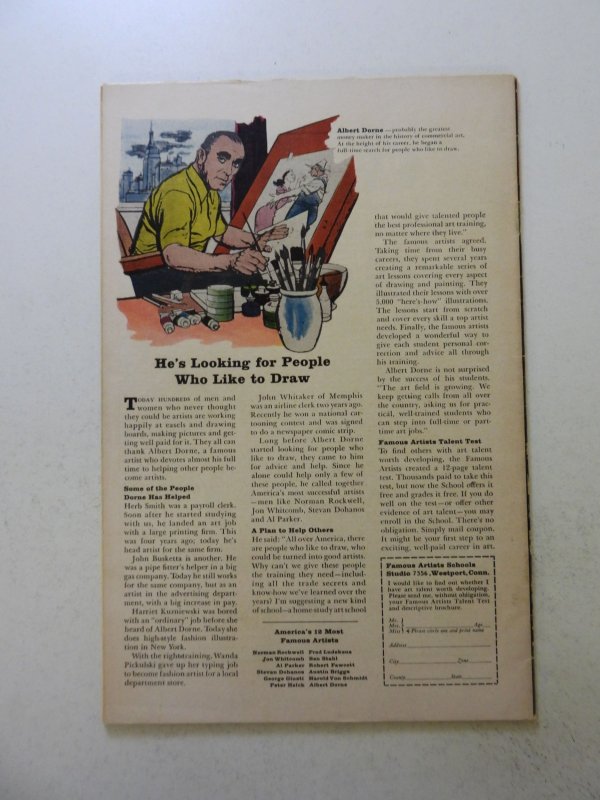 Albert Dorne—probably the greatest
money maker in the history of commercial art.
At the height of his career, he began a
full-time search for people who like to draw.
He's Looking for People
Who Like to Draw
TODAY HUNDREDS of men and
women who never thought
they could be artists are working
happily at easels and drawing
boards, making pictures and get-
ting well paid for it. They all can
thank Albert Dorne, a famous
artist who devotes almost his full
time to helping other people be-
come artists.
Some of the People
Dorne Has Helped
Herb Smith was a payroll clerk.
Soon after he started studying
with us, he landed an art job
with a large printing firm. This
was four years ago; today he's
head artist for the same firm.
John Busketta is another. He
was a pipe fitter's helper in a big
gas company. Today he still works
for the same company, but as an
artist in the advertising depart-
ment, with a big increase in pay.
Harriet Kuzniewski was bored
with an "ordinary" job before she
heard of Albert Dorne. Today she
does high-style fashion illustra-
tion in New York.
With the right training, Wanda
Pickulski gave up her typing job
to become fashion artist for a local
department store.
John Whitaker of Memphis
was an airline clerk two years ago.
Recently he won a national car-
tooning contest and was signed
to do a newspaper comic strip.
Long before Albert Dorne
started looking for people who
like to draw, they came to him
for advice and help. Since he
alone could help only a few of
these people, he called together
America's most successful artists
—men like Norman Rockwell,
Jon Whitcomb, Stevan Dohanos
and Al Parker.
A Plan to Help Others
He said: "All over America, there
are people who like to draw, who
could be turned into good artists.
Why can't we give these people
the training they need—includ-
ing all the trade secrets and
know-how we've learned over the
years? I'm suggesting a new kind
of school—a home study art school
America's 12 Most
Famous Artists
Norman Rockwell Fred Ludekens
Jon Whitcomb Ben Stahl
Al Parker Robert Fawcett
Stevan Dohanos Austin Briggs
George Giusti Harold Von Schmidt
Peter Helck Albert Dorne
that would give talented people
the best professional art training,
no matter where they live."
The famous artists agreed.
Taking time from their busy
careers, they spent several years
creating a remarkable series of
art lessons covering every aspect
of drawing and painting. They
illustrated their lessons with over
5,000 "here's-how" illustrations.
The lessons start from scratch
and cover every skill a top artist
needs. Finally, the famous artists
developed a wonderful way to
give each student personal cor-
rection and advice all through
his training.
Albert Dorne is not surprised
by the success of his students.
"The art field is growing. We
keep getting calls from all over
the country, asking us for prac-
tical, well-trained students who
can step into full-time or part-
time art jobs."
Famous Artists Talent Test
To find others with art talent
worth developing, the Famous
Artists created a 12-page talent
test. Thousands paid to take this
test, but now the School offers it
free and grades it free. If you do
well on the test—or offer other
evidence of art talent—you may
enroll in the School. There's no
obligation. Simply mail coupon.
It might be your first step to an
exciting, well-paid career in art.
Famous Artists Schools
Studio 7356, Westport, Conn.
I would like to find out whether I
have art talent worth developing.
Please send me, without obligation,
your Famous Artists Talent Test
and descriptive brochure.
Mr.
Mrs. Age
Miss Please circle one and print name
Address
City Zone
County State